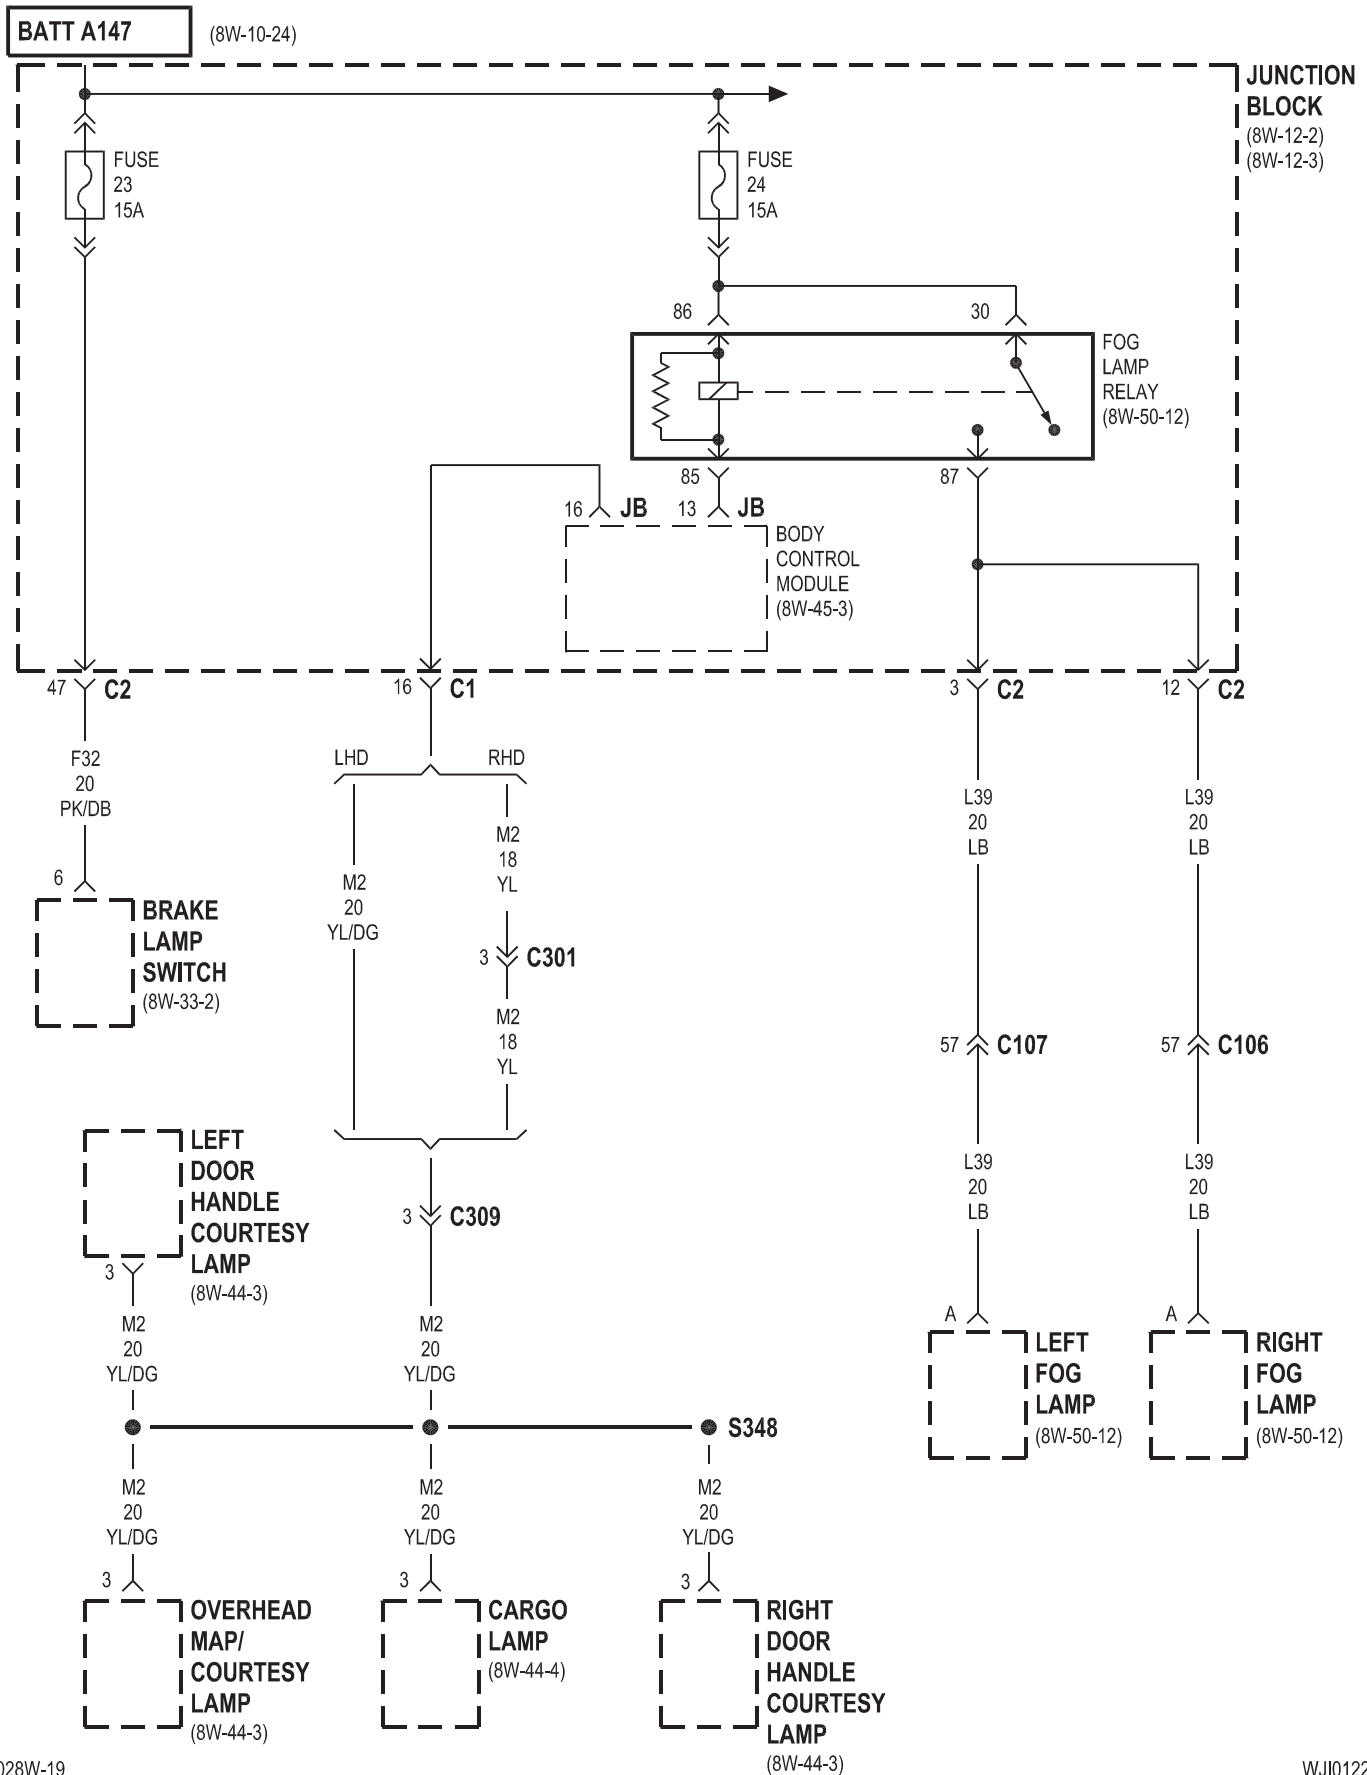 BATT A147
(8W-10-24)
JUNCTION
BLOCK
(8W-12-2)
(8W-12-3)
FUSE
23
15A
FUSE
24
15A
86
30
FOG
LAMP
RELAY
(8W-50-12)
85
87
16
JB
13
JB
BODY
CONTROL
MODULE
(8W-45-3)
47
C2
16
C1
3
C2
12
C2
F32
20
PK/DB
LHD
RHD
L39
20
LB
L39
20
LB
M2
18
YL
M2
20
YL/DG
6
BRAKE
LAMP
SWITCH
(8W-33-2)
3
C301
M2
18
YL
57
C107
57
C106
LEFT
DOOR
HANDLE
COURTESY
LAMP
(8W-44-3)
3
3
C309
L39
20
LB
L39
20
LB
M2
20
YL/DG
M2
20
YL/DG
A
LEFT
FOG
LAMP
(8W-50-12)
A
RIGHT
FOG
LAMP
(8W-50-12)
S348
M2
20
YL/DG
M2
20
YL/DG
M2
20
YL/DG
3
OVERHEAD
MAP/
COURTESY
LAMP
(8W-44-3)
3
CARGO
LAMP
(8W-44-4)
3
RIGHT
DOOR
HANDLE
COURTESY
LAMP
(8W-44-3)
028W-19
WJI0122